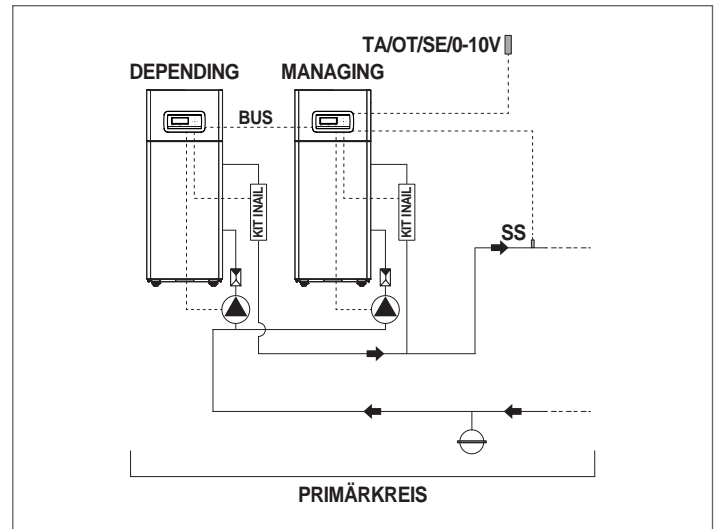 TA/OT/SE/0-10V
DEPENDING MANAGING
BUS
KIT INAIL
KIT INAIL
SS
PRIMÄRKREIS